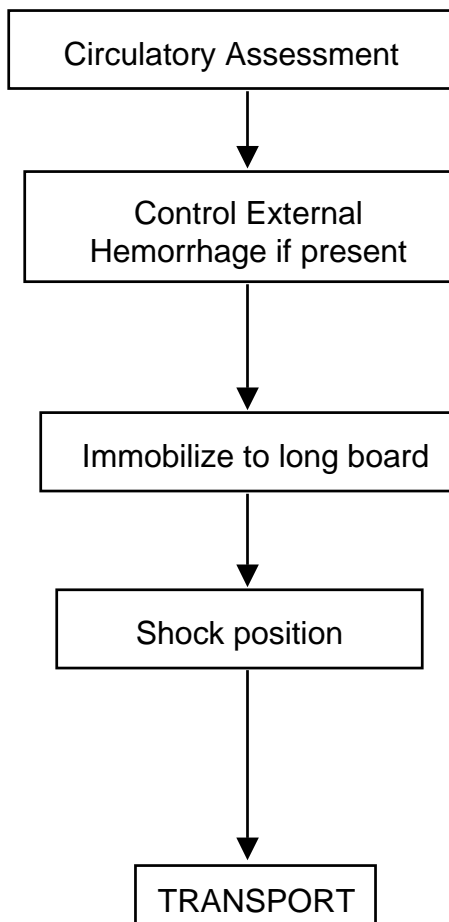 Circulatory Assessment
Control External
Hemorrhage if present
Immobilize to long board
Shock position
TRANSPORT